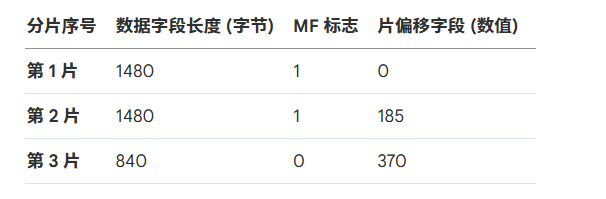 分片序号 数据字段长度 (字节) MF 标志 片偏移字段 (数值)
第 1 片 1480 1 0
第 2 片 1480 1 185
第 3 片 840 0 370